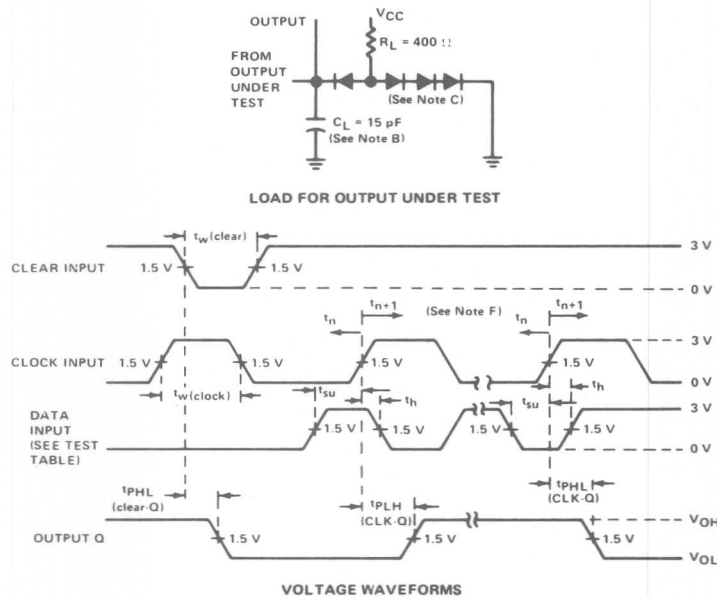 OUTPUT
VCC
RL = 400 Ω
FROM
OUTPUT
UNDER
TEST
(See Note C)
CL = 15 pF
(See Note B)
LOAD FOR OUTPUT UNDER TEST
tw(clear)
CLEAR INPUT
1.5 V
1.5 V
3 V
0 V
tn
tn+1
(See Note F)
tn
tn+1
CLOCK INPUT
1.5 V
1.5 V
1.5 V
1.5 V
3 V
0 V
tw(clock)
tsu
th
tsu
th
DATA
INPUT
(SEE TEST
TABLE)
1.5 V
1.5 V
1.5 V
1.5 V
3 V
0 V
tPHL
(clear-Q)
tPLH
(CLK-Q)
tPHL
(CLK-Q)
OUTPUT Q
1.5 V
1.5 V
1.5 V
VOH
VOL
VOLTAGE WAVEFORMS